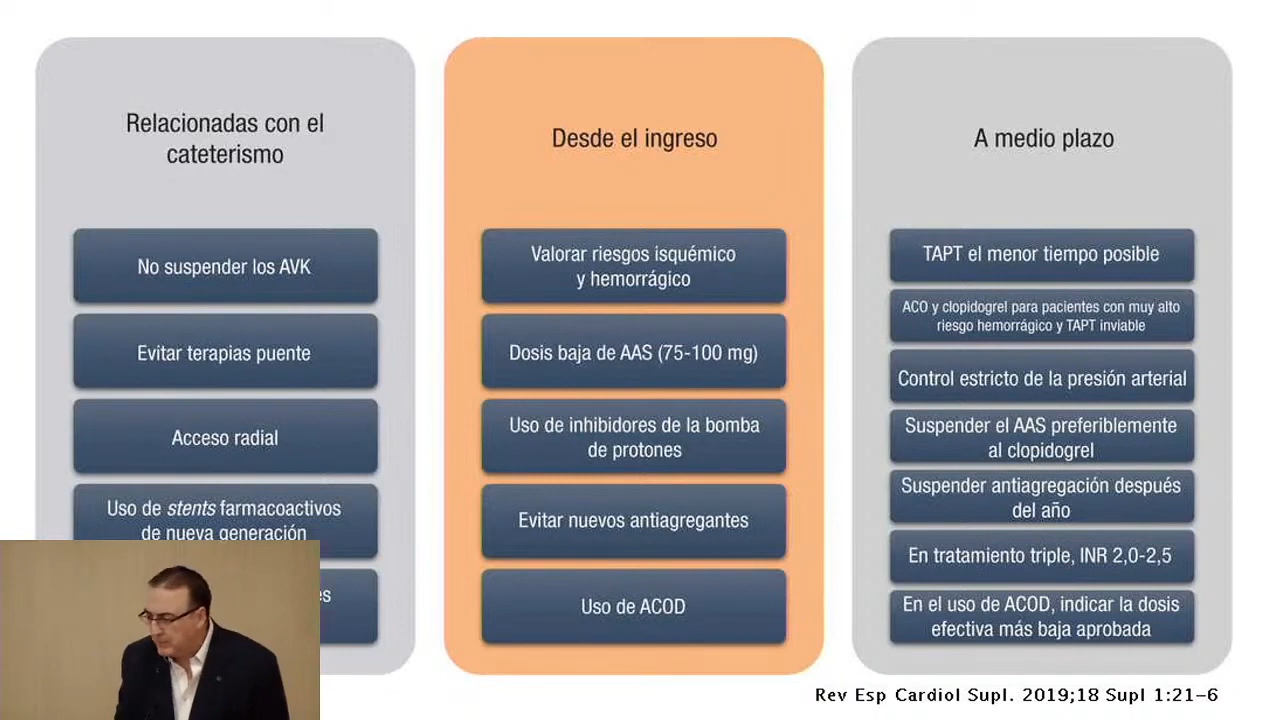 Relacionadas con el
cateterismo
No suspender los AVK
Evitar terapias puente
Acceso radial
Uso de stents farmacoactivos
de nueva generación
Desde el ingreso
Valorar riesgos isquémico
y hemorrágico
Dosis baja de AAS (75-100 mg)
Uso de inhibidores de la bomba
de protones
Evitar nuevos antiagregantes
Uso de ACOD
A medio plazo
TAPT el menor tiempo posible
ACO y clopidogrel para pacientes con muy alto
riesgo hemorrágico y TAPT inviable
Control estricto de la presión arterial
Suspender el AAS preferiblemente
al clopidogrel
Suspender antiagregación después
del año
En tratamiento triple, INR 2,0-2,5
En el uso de ACOD, indicar la dosis
efectiva más baja aprobada
Rev Esp Cardiol Supl. 2019;18 Supl 1:21–6